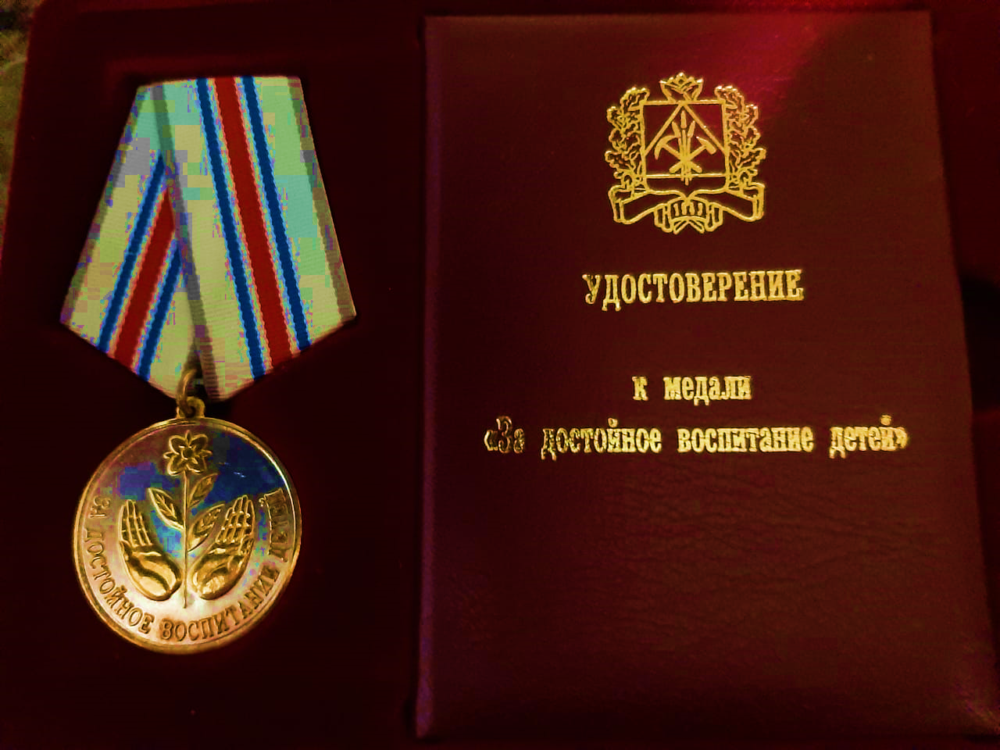 ЗА ДОСТОЙНОЕ ВОСПИТАНИЕ ДЕТЕЙ
УДОСТОВЕРЕНИЕ
к медали
«За достойное воспитание детей»